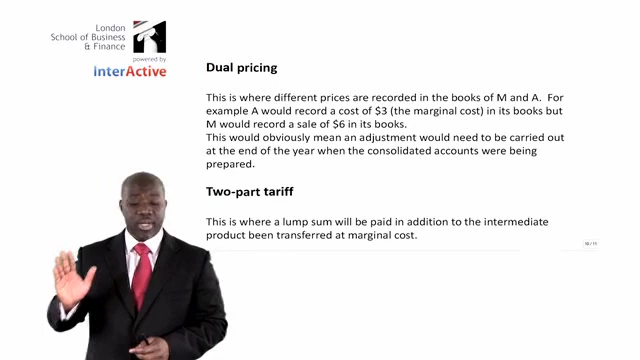 London
School of Business
& Finance
powered by
InterActive
Dual pricing
This is where different prices are recorded in the books of M and A. For
example A would record a cost of $3 (the marginal cost) in its books but
M would record a sale of $6 in its books.
This would obviously mean an adjustment would need to be carried out
at the end of the year when the consolidated accounts were being
prepared.
Two-part tariff
This is where a lump sum will be paid in addition to the intermediate
product been transferred at marginal cost.